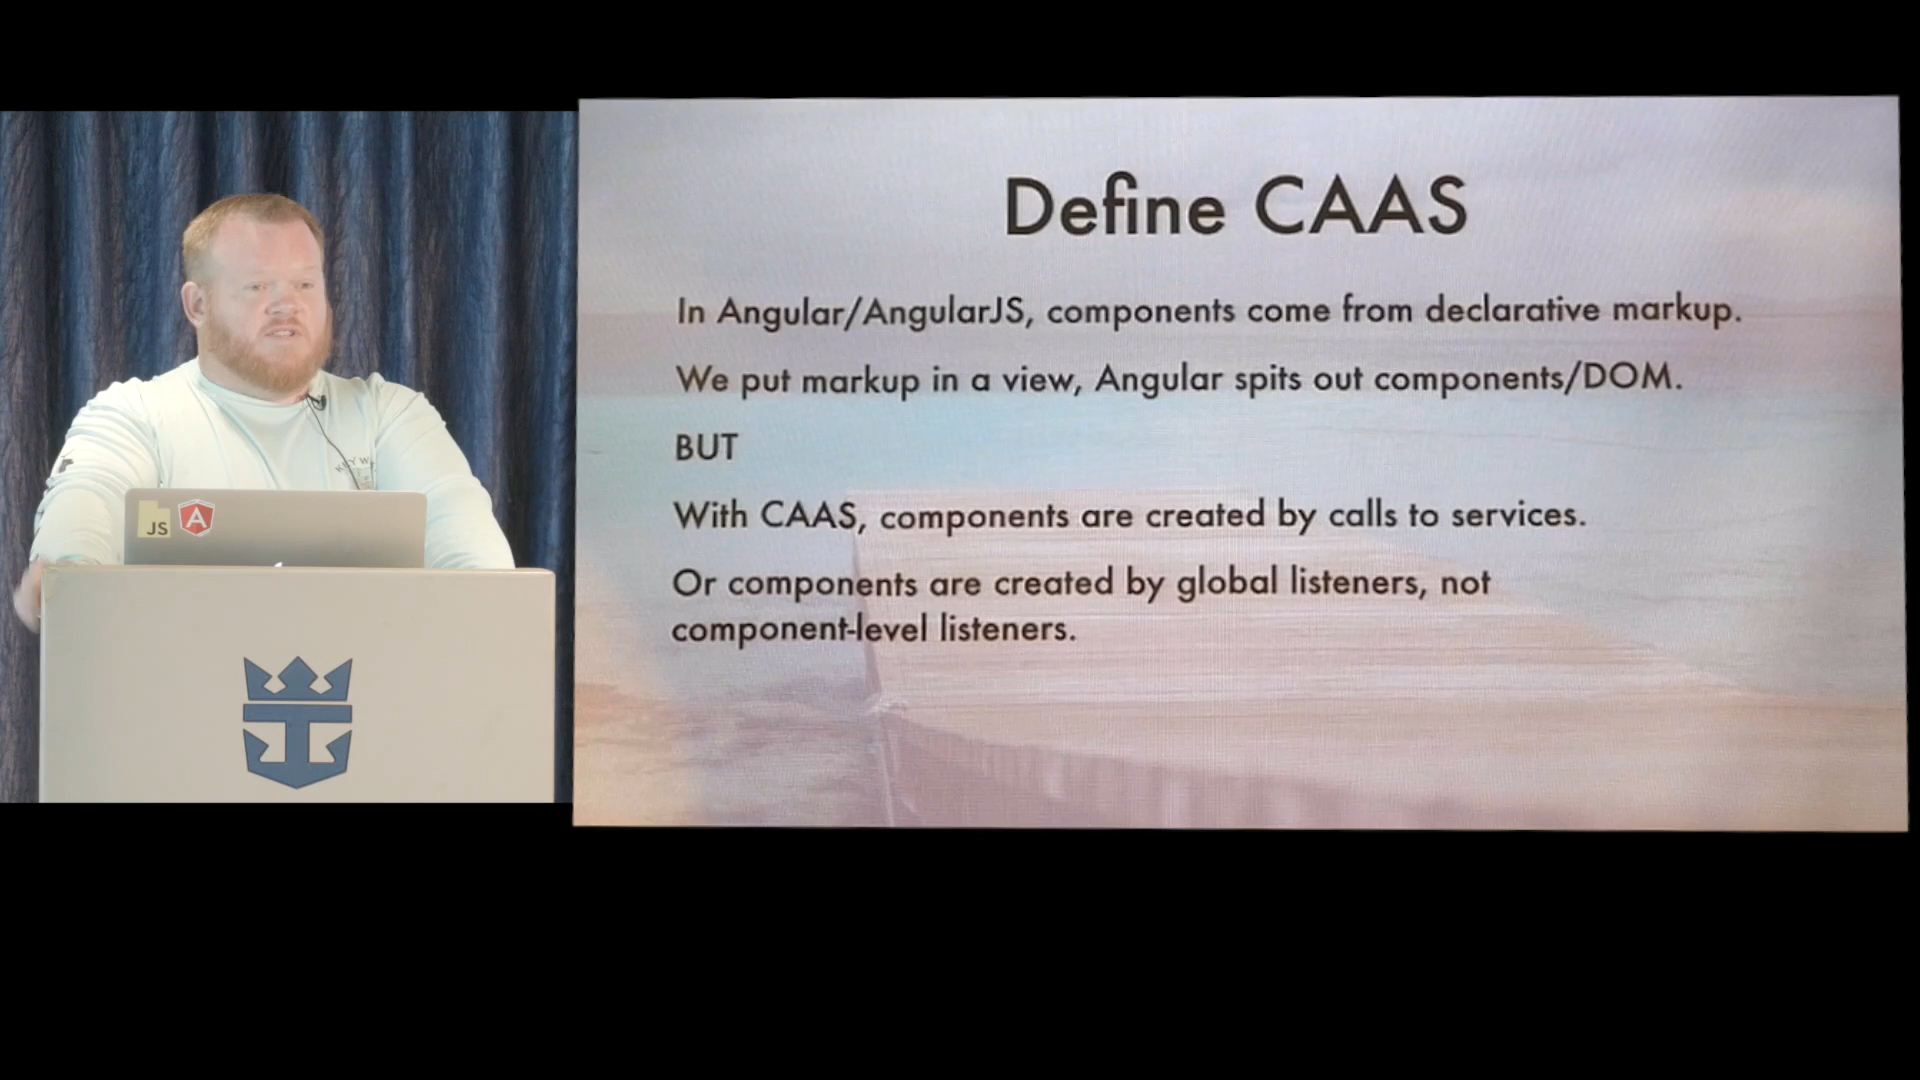 Define CAAS
In Angular/AngularJS, components come from declarative markup.
We put markup in a view, Angular spits out components/DOM.
BUT
With CAAS, components are created by calls to services.
Or components are created by global listeners, not
component-level listeners.
JS
A